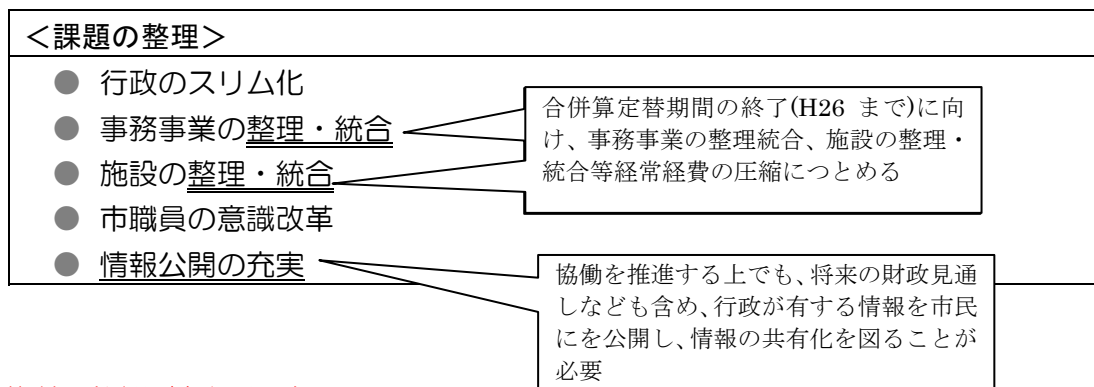 ＜課題の整理＞
● 行政のスリム化
● 事務事業の整理・統合
● 施設の整理・統合
● 市職員の意識改革
● 情報公開の充実
合併算定替期間の終了(H26 まで)に向
け、事務事業の整理統合、施設の整理・
統合等経常経費の圧縮につとめる
協働を推進する上でも、将来の財政見通
しなども含め、行政が有する情報を市民
にを公開し、情報の共有化を図ることが
必要